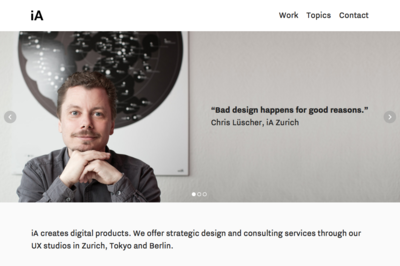 iA
Work Topics Contact
“Bad design happens for good reasons.”
Chris Lüscher, iA Zurich
iA creates digital products. We offer strategic design and consulting services through our
UX studios in Zurich, Tokyo and Berlin.